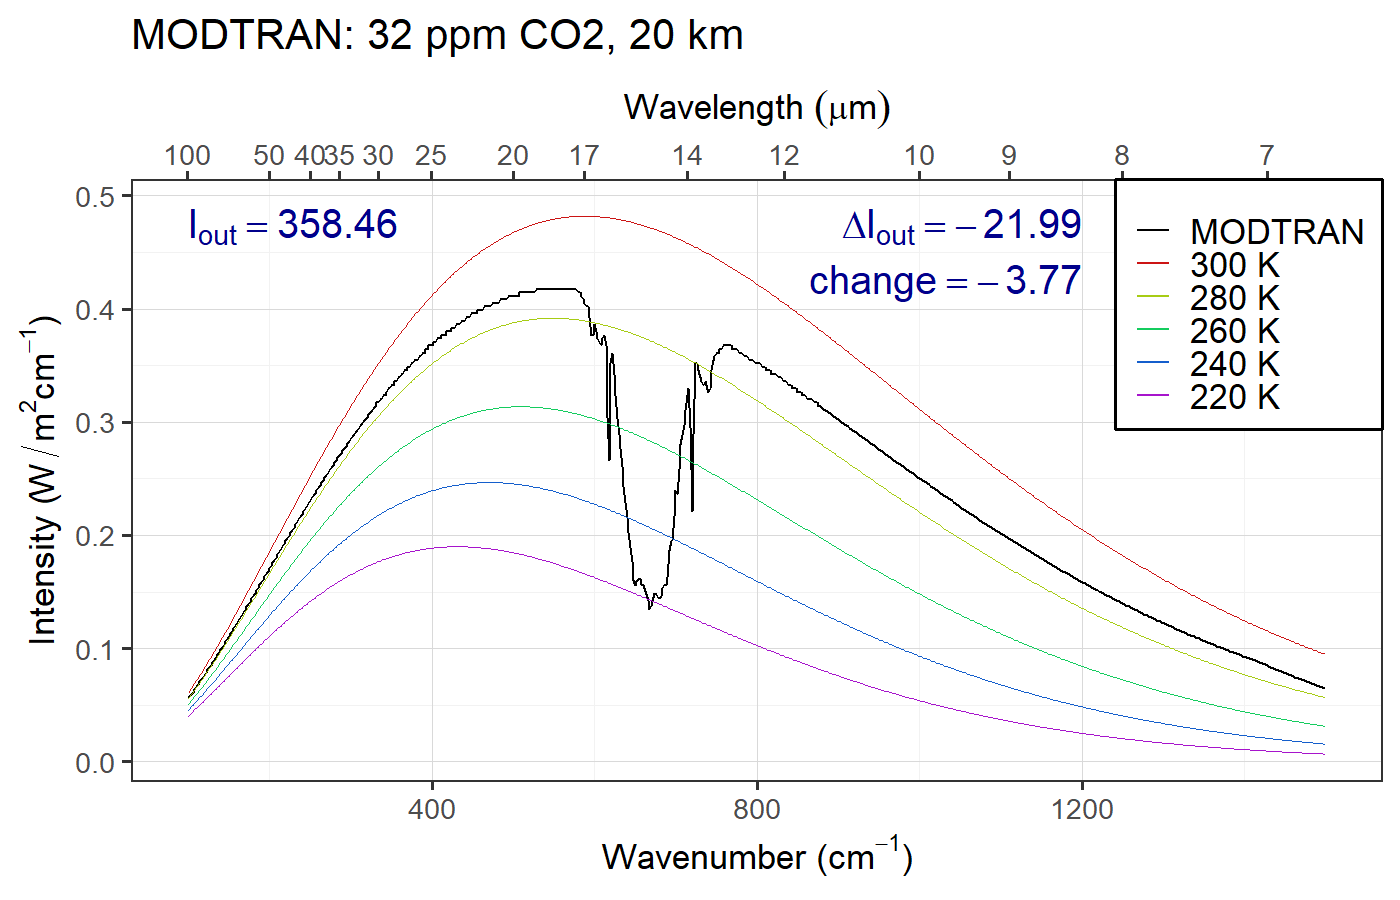 MODTRAN: 32 ppm CO2, 20 km
Wavelength (μm)
100 50 40 35 30 25 20 17 14 12 10 9 8 7
I_out = 358.46
ΔI_out = − 21.99
change = − 3.77
MODTRAN
300 K
280 K
260 K
240 K
220 K
0.5
0.4
0.3
0.2
0.1
0.0
Intensity (W / m²cm⁻¹)
400 800 1200
Wavenumber (cm⁻¹)